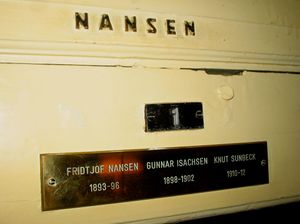 NANSEN
1
FRIDTJOF NANSEN GUNNAR ISACHSEN KNUT SUNBECK
1893-96 1898-1902 1910-12